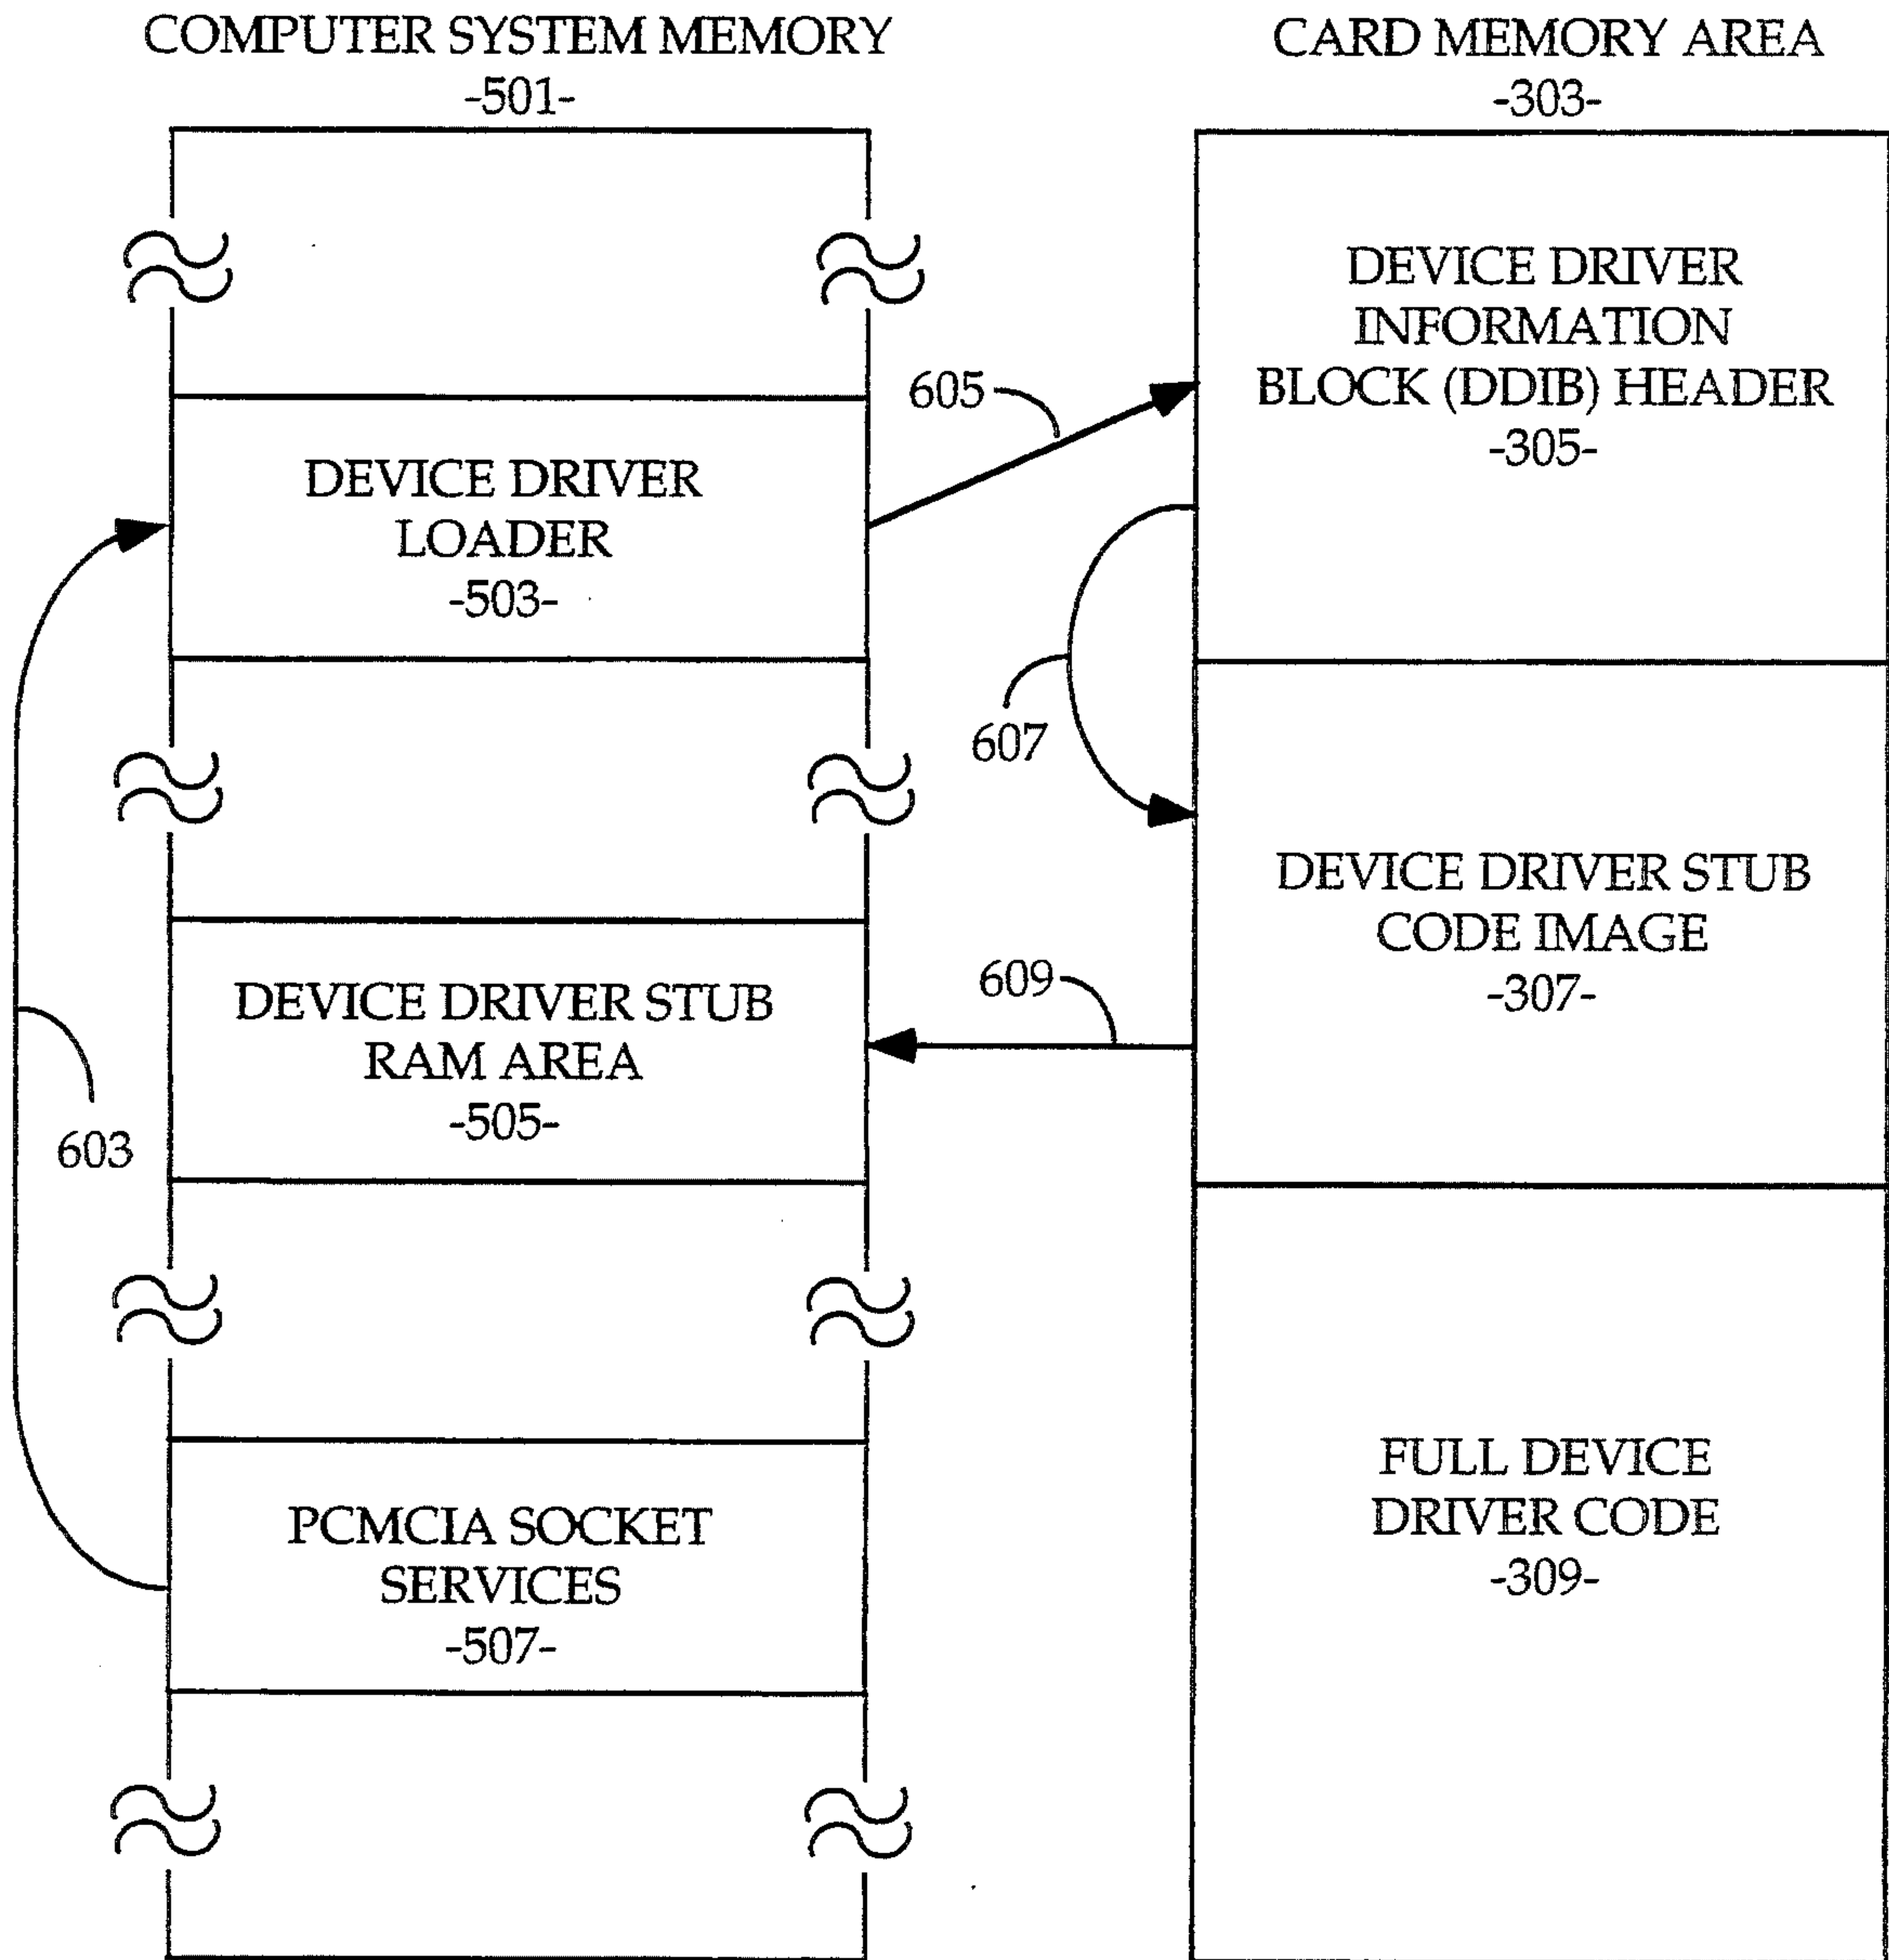 COMPUTER SYSTEM MEMORY
-501-
CARD MEMORY AREA
-303-
DEVICE DRIVER
INFORMATION
BLOCK (DDIB) HEADER
-305-
605
DEVICE DRIVER
LOADER
-503-
607
DEVICE DRIVER STUB
CODE IMAGE
-307-
609
DEVICE DRIVER STUB
RAM AREA
-505-
603
FULL DEVICE
DRIVER CODE
-309-
PCMCIA SOCKET
SERVICES
-507-